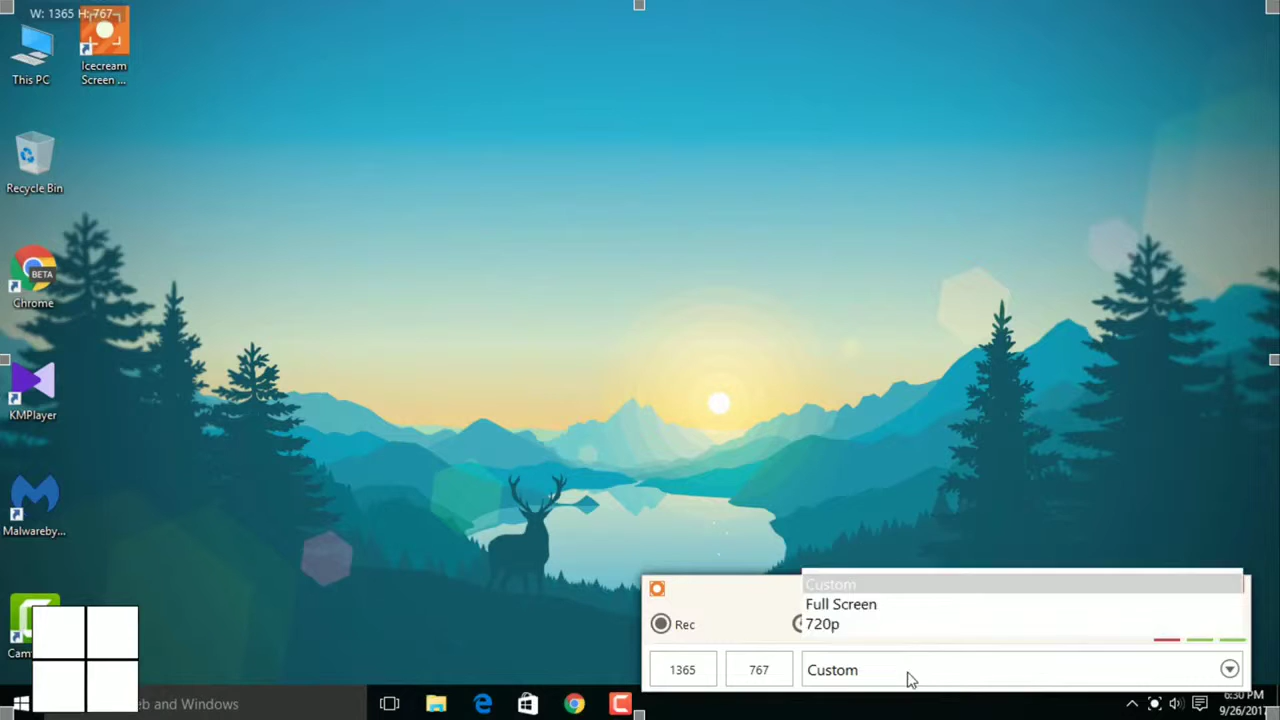 W: 1365 H: 767
This PC
Icecream
Screen ...
Recycle Bin
BETA
Chrome
KMPlayer
Malwareby...
Custom
Full Screen
720p
Rec
1365
767
Custom
eb and Windows
6:30 PM
9/26/2017